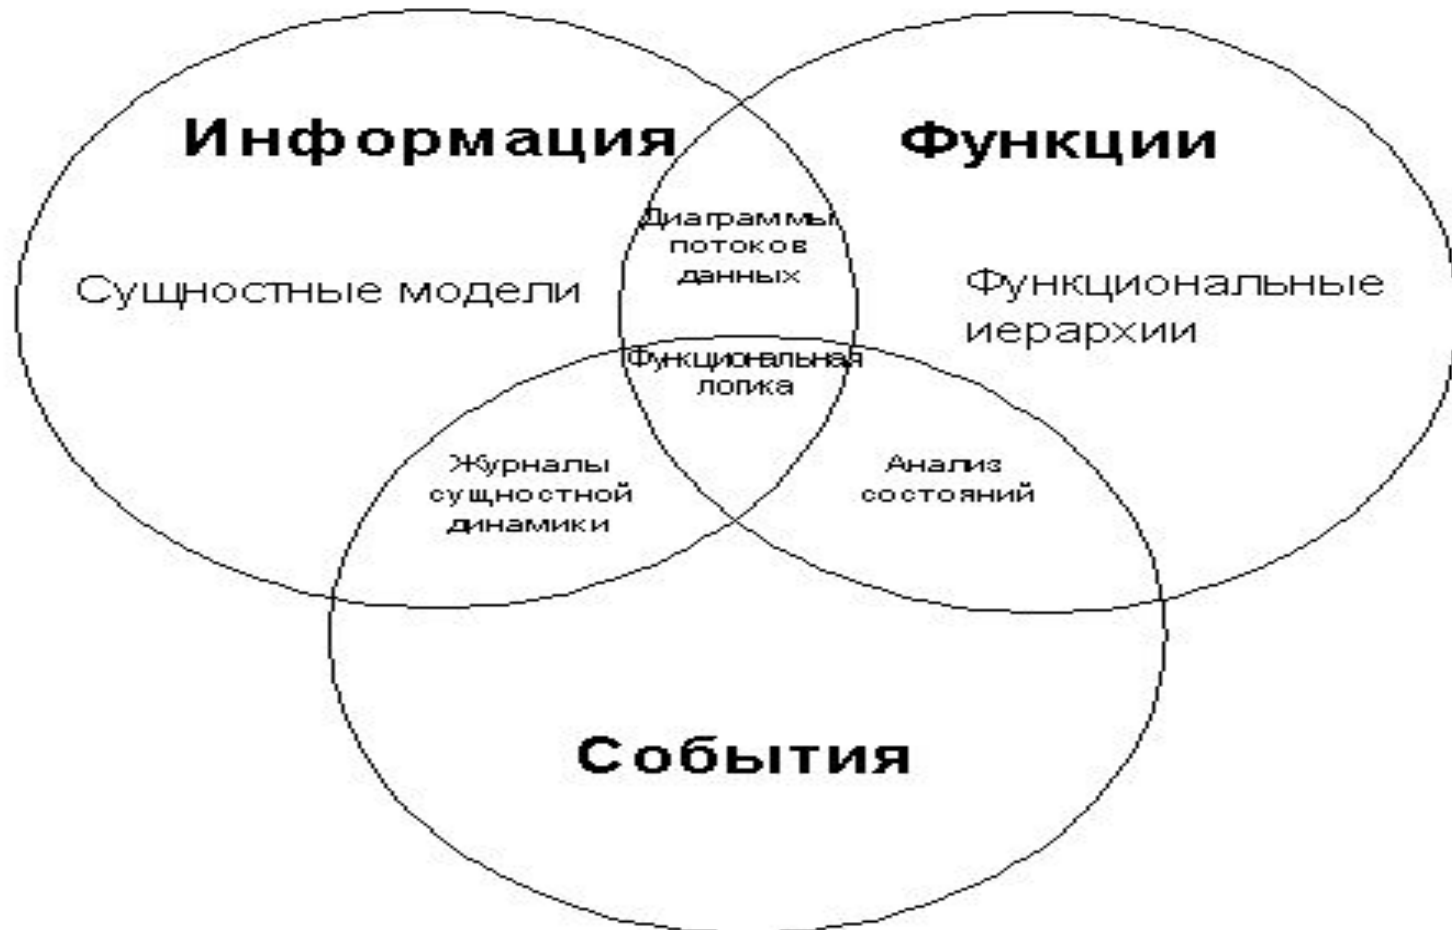 Информация
Функции
Диаграммы
потоков
данных
Сущностные модели
Функциональные
иерархии
Функциональная
логика
Журналы
сущностной
динамики
Анализ
состояний
События